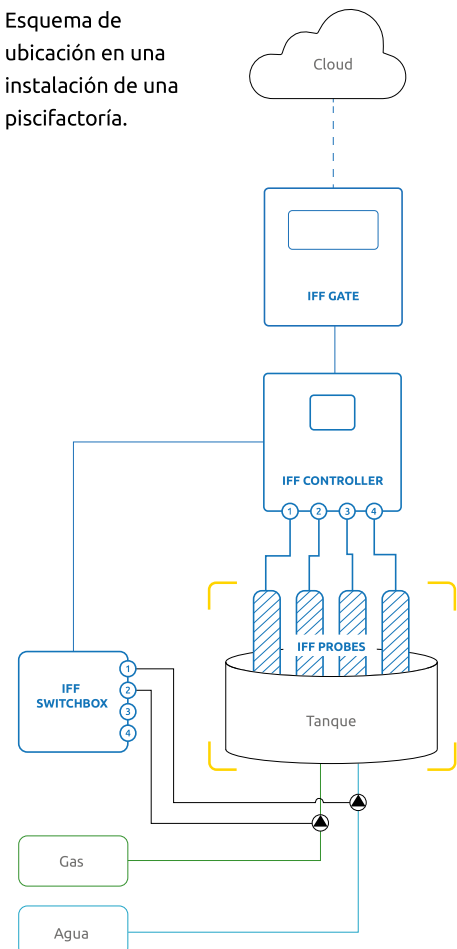 Esquema de
ubicación en una
instalación de una
piscifactoría.
Cloud
IFF GATE
IFF CONTROLLER
1 2 3 4
IFF PROBES
IFF
SWITCHBOX
1
2
3
4
Tanque
Gas
Agua